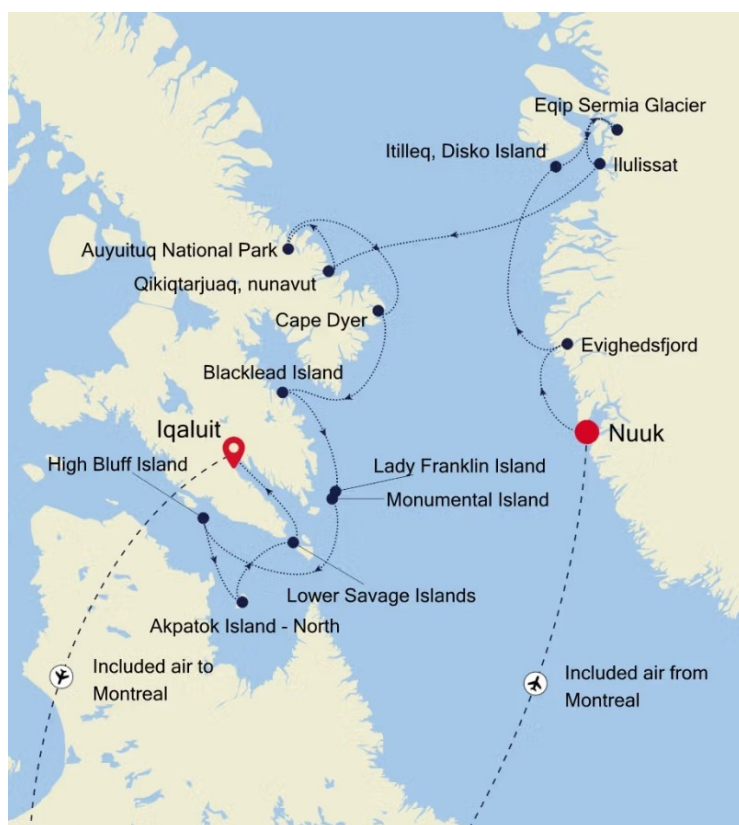 Eqip Sermia Glacier
Itilleq, Disko Island
Ilulissat
Auyuituq National Park
Qikiqtarjuaq, nunavut
Cape Dyer
Evighedsfjord
Blacklead Island
Iqaluit
Nuuk
High Bluff Island
Lady Franklin Island
Monumental Island
Lower Savage Islands
Akpatok Island - North
Included air to
Montreal
Included air from
Montreal